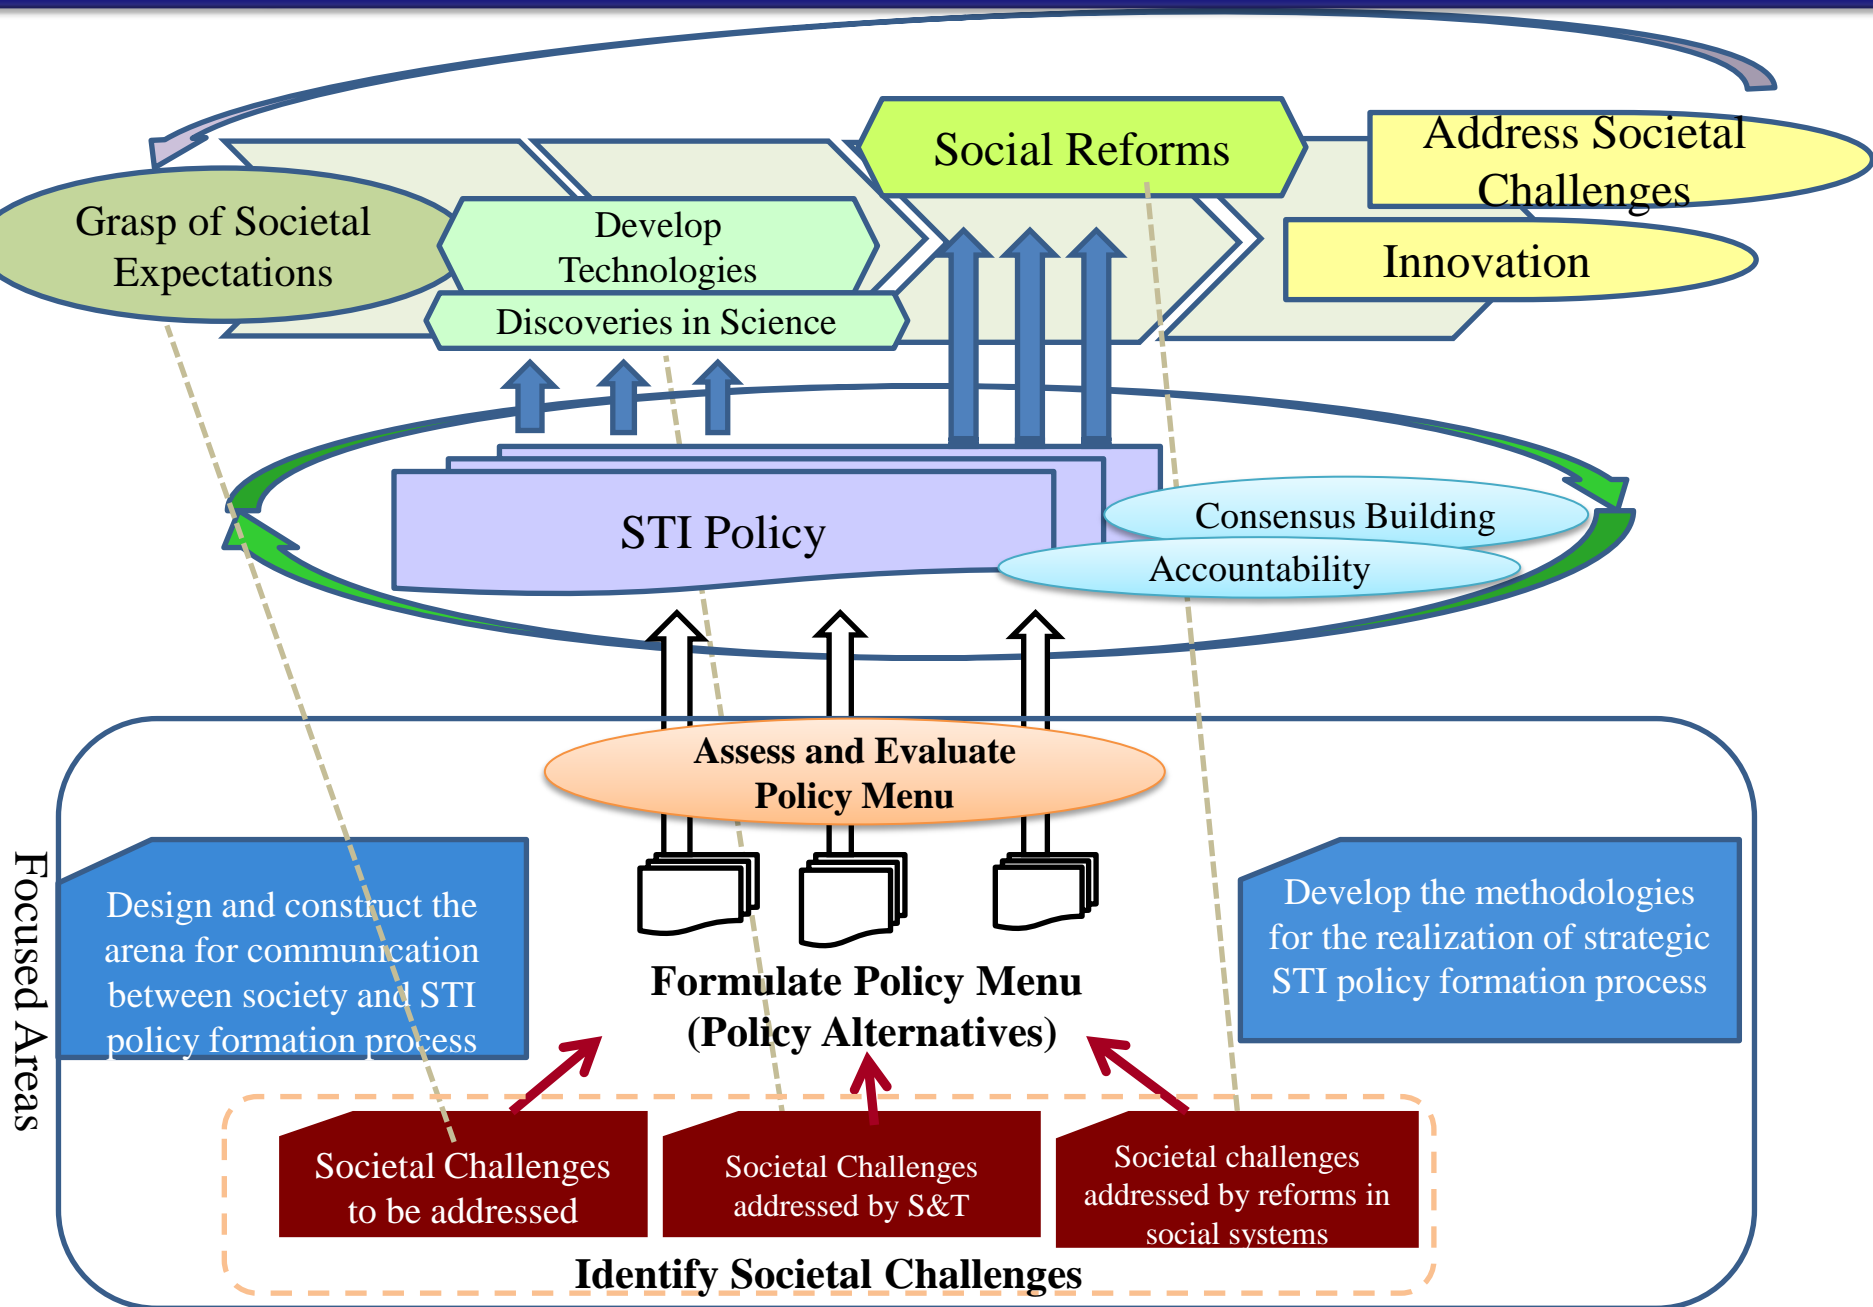 Social Reforms
Address Societal
Challenges
Grasp of Societal
Expectations
Develop
Technologies
Innovation
Discoveries in Science
STI Policy
Consensus Building
Accountability
Assess and Evaluate
Policy Menu
Focused Areas
Design and construct the
arena for communication
between society and STI
policy formation process
Develop the methodologies
for the realization of strategic
STI policy formation process
Formulate Policy Menu
(Policy Alternatives)
Societal Challenges
to be addressed
Societal Challenges
addressed by S&T
Societal challenges
addressed by reforms in
social systems
Identify Societal Challenges